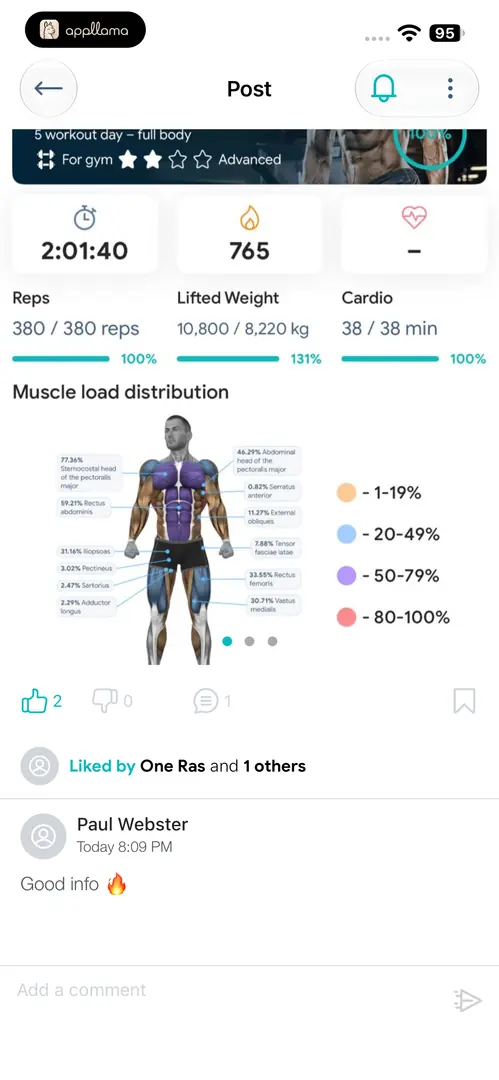 appllama
95
Post
5 workout day – full body
For gym
Advanced
100%
2:01:40
765
–
Reps
Lifted Weight
Cardio
380 / 380 reps
10,800 / 8,220 kg
38 / 38 min
100%
131%
100%
Muscle load distribution
77.36%
Sternocostal head
of the pectoralis
major
59.21% Rectus
abdominis
31.16% Iliopsoas
3.02% Pectineus
2.47% Sartorius
2.29% Adductor
longus
46.29% Abdominal
head of the
pectoralis major
0.82% Serratus
anterior
11.27% External
obliques
7.88% Tensor
fasciae latae
33.55% Rectus
femoris
30.71% Vastus
medialis
- 1-19%
- 20-49%
- 50-79%
- 80-100%
2
0
1
Liked by One Ras and 1 others
Paul Webster
Today 8:09 PM
Good info 🔥
Add a comment